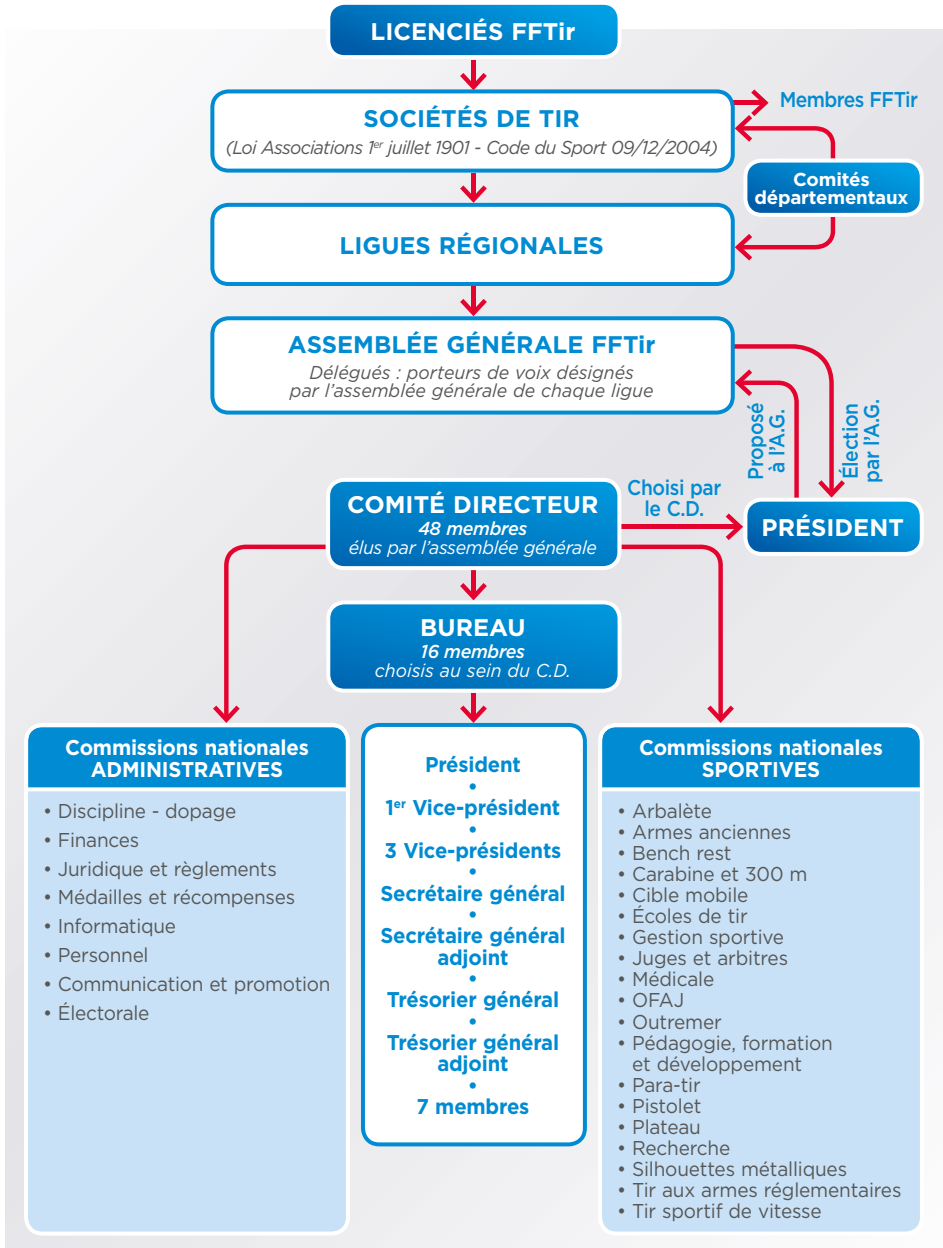 LICENCIÉS FFTir
SOCIÉTÉS DE TIR
(Loi Associations 1er juillet 1901 - Code du Sport 09/12/2004)
Membres FFTir
Comités
départementaux
LIGUES RÉGIONALES
ASSEMBLÉE GÉNÉRALE FFTir
Délégués : porteurs de voix désignés
par l'assemblée générale de chaque ligue
Proposé
à l'A.G.
Élection
par l'A.G.
COMITÉ DIRECTEUR
48 membres
élus par l'assemblée générale
Choisi par
le C.D.
PRÉSIDENT
BUREAU
16 membres
choisis au sein du C.D.
Commissions nationales
ADMINISTRATIVES
• Discipline - dopage
• Finances
• Juridique et règlements
• Médailles et récompenses
• Informatique
• Personnel
• Communication et promotion
• Électorale
Président
•
1er Vice-président
•
3 Vice-présidents
•
Secrétaire général
•
Secrétaire général
adjoint
•
Trésorier général
•
Trésorier général
adjoint
•
7 membres
Commissions nationales
SPORTIVES
• Arbalète
• Armes anciennes
• Bench rest
• Carabine et 300 m
• Cible mobile
• Écoles de tir
• Gestion sportive
• Juges et arbitres
• Médicale
• OFAJ
• Outremer
• Pédagogie, formation
et développement
• Para-tir
• Pistolet
• Plateau
• Recherche
• Silhouettes métalliques
• Tir aux armes réglementaires
• Tir sportif de vitesse